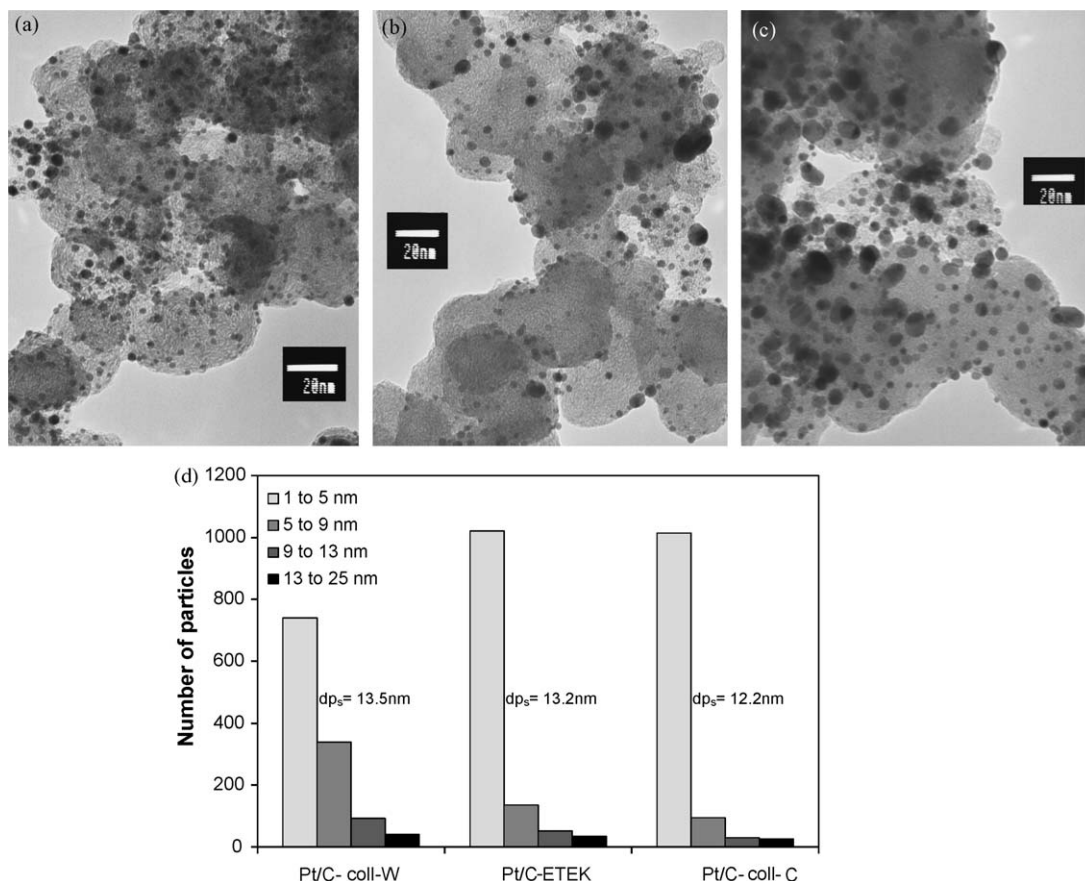 (a)
(b)
(c)
20nm
20nm
20nm
(d)
1200
1000
800
600
400
200
0
Number of particles
1 to 5 nm
5 to 9 nm
9 to 13 nm
13 to 25 nm
dps= 13.5nm
dps= 13.2nm
dps= 12.2nm
Pt/C- coll-W
Pt/C-ETEK
Pt/C- coll- C